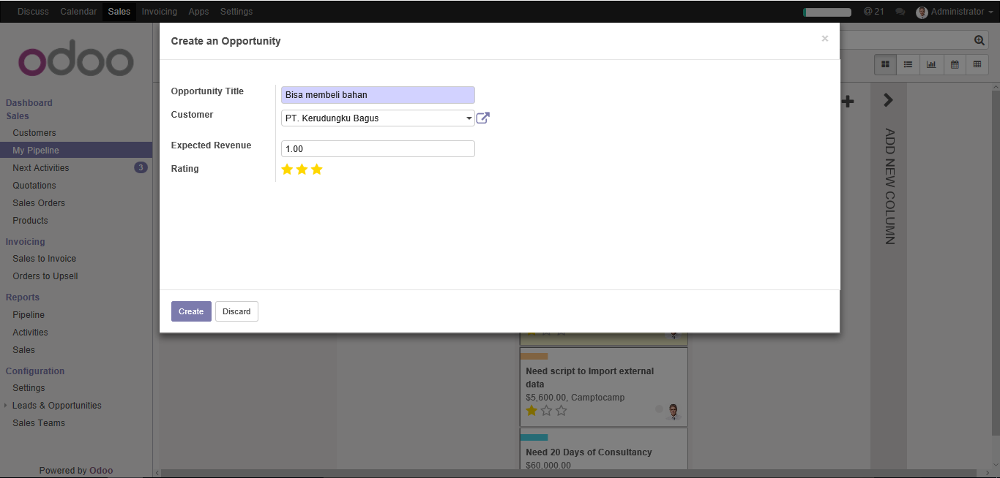 Discuss Calendar Sales Invoicing Apps Settings @ 21 Administrator
odoo
Dashboard
Sales
Customers
My Pipeline
Next Activities 3
Quotations
Sales Orders
Products
Invoicing
Sales to Invoice
Orders to Upsell
Reports
Pipeline
Activities
Sales
Configuration
Settings
Leads & Opportunities
Sales Teams
Powered by Odoo
Create an Opportunity ×
Opportunity Title Bisa membeli bahan
Customer PT. Kerudungku Bagus
Expected Revenue 1.00
Rating
Create Discard
ADD NEW COLUMN
Need script to Import external
data
$5,600.00, Camptocamp
Need 20 Days of Consultancy
$60,000.00